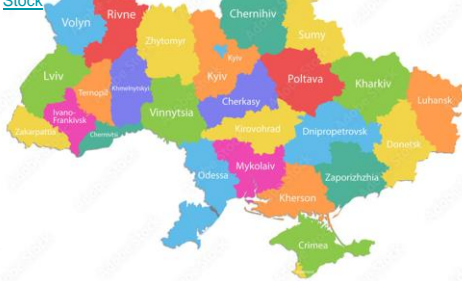 Stock
Volyn
Rivne
Chernihiv
Zhytomyr
Sumy
Kyiv
Kyiv
Lviv
Ternopil
Khmelnytskyi
Poltava
Kharkiv
Luhansk
Ivano-
Frankivsk
Vinnytsia
Cherkasy
Zakarpattia
Chernivtsi
Kirovohrad
Dnipropetrovsk
Donetsk
Odessa
Mykolaiv
Zaporizhzhia
Kherson
Crimea